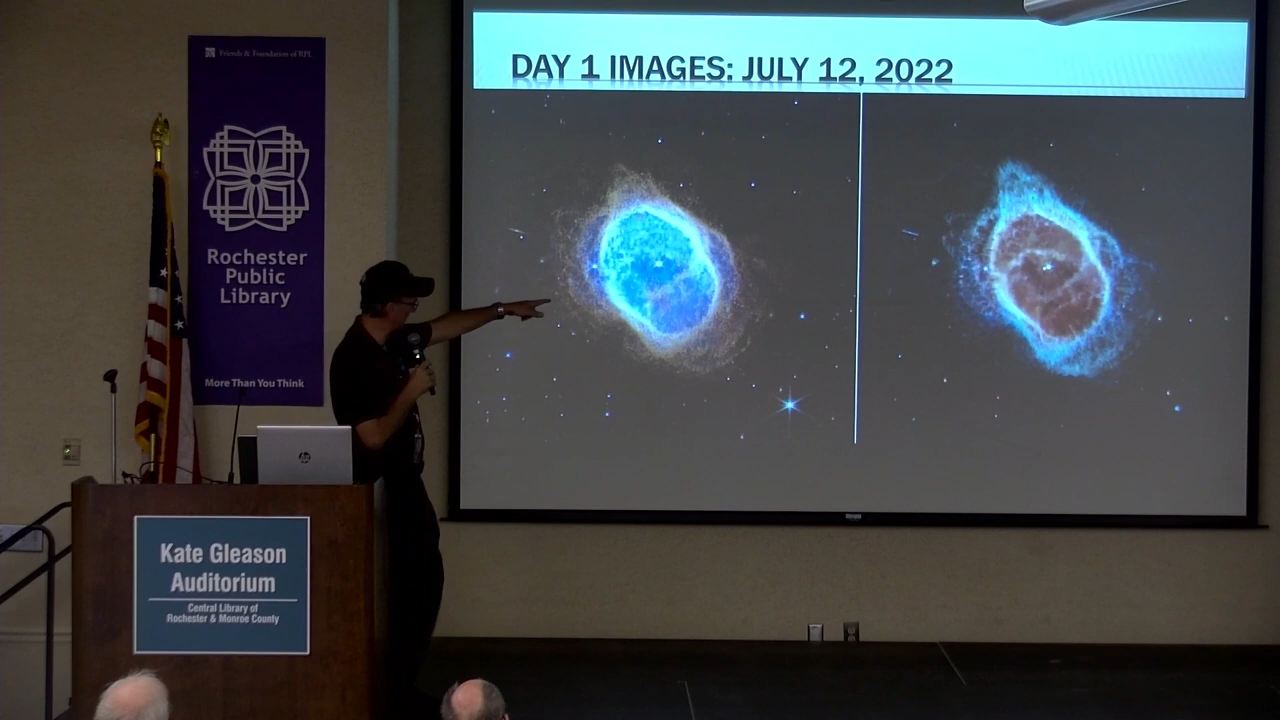 Friends & Foundation of RPL
Rochester
Public
Library
More Than You Think
DAY 1 IMAGES: JULY 12, 2022
hp
Kate Gleason
Auditorium
Central Library of
Rochester & Monroe County